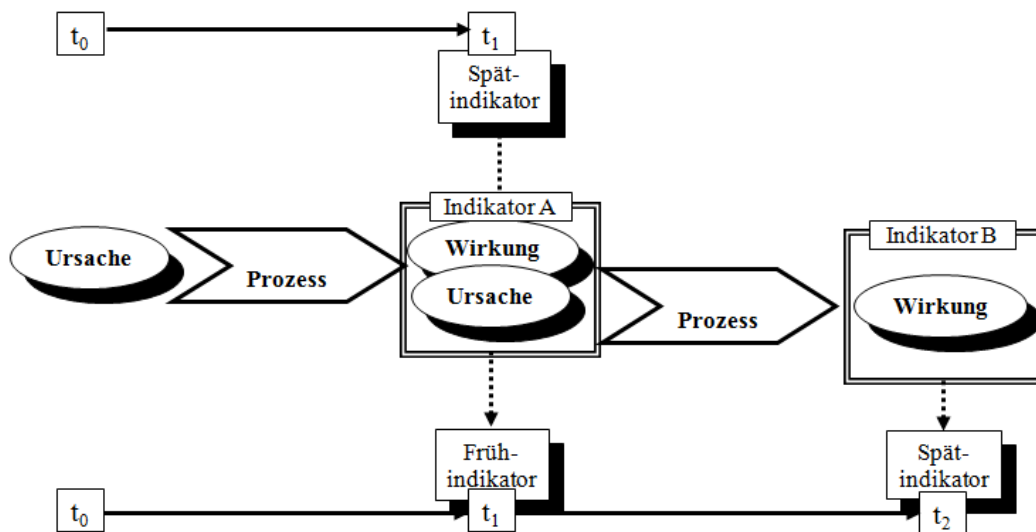 t₀
t₁
Spät-
indikator
Indikator A
Indikator B
Wirkung
Ursache
Prozess
Ursache
Prozess
Wirkung
Früh-
indikator
Spät-
indikator
t₀
t₁
t₂